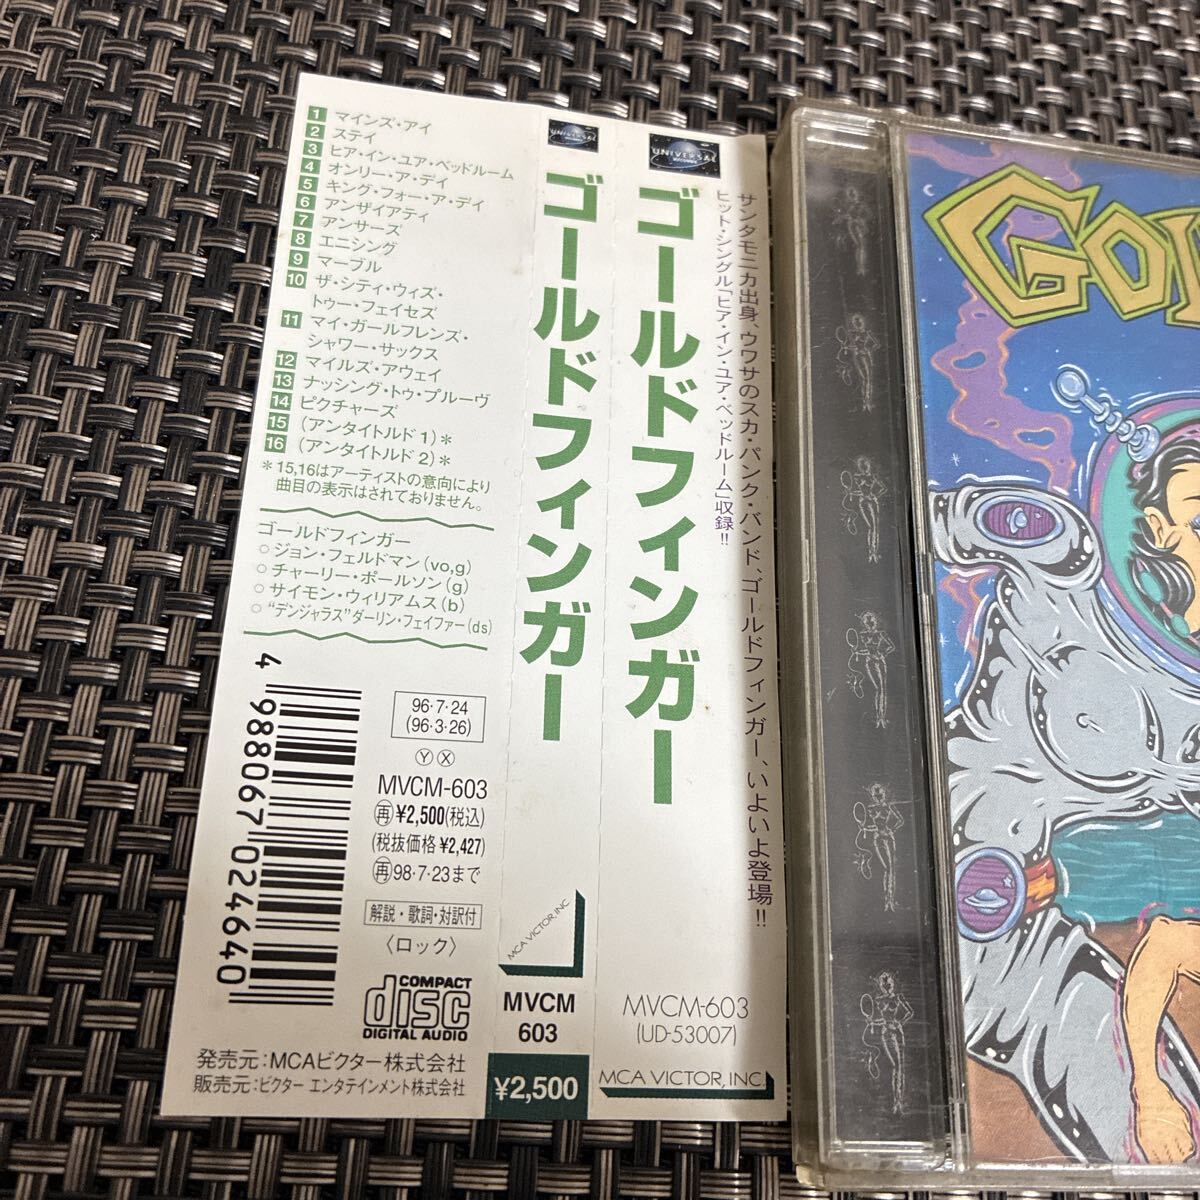 1 マインズ・アイ
2 ステイ
3 ヒア・イン・ユア・ベッドルーム
4 オンリー・ア・デイ
5 キング・フォー・ア・デイ
6 アンザイアティ
7 アンサーズ
8 エニシング
9 マーブル
10 ザ・シティ・ウィズ・
トゥー・フェイセズ
11 マイ・ガールフレンズ・
シャワー・サックス
12 マイルズ・アウェイ
13 ナッシング・トゥ・プルーヴ
14 ピクチャーズ
15 (アンタイトルド 1)*
16 (アンタイトルド 2)*
*15,16はアーティストの意向により
曲目の表示はされておりません。
ゴールドフィンガー
○ジョン・フェルドマン(vo,g)
○チャーリー・ポールソン(g)
○サイモン・ウィリアムス(b)
○“デンジャラス”ダーリン・フェイファー(ds)
4 988067 024640
96・7・24
(96・3・26)
Ⓨ Ⓧ
MVCM-603
㊢¥2,500(税込)
(税抜価格 ¥2,427)
98・7・23まで
解説・歌詞・対訳付
〈ロック〉
COMPACT
disc
DIGITAL AUDIO
発売元:MCAビクター株式会社
販売元:ビクター エンタテインメント株式会社
UNIVERSAL
ゴールドフィンガー
MCA VICTOR, INC
MVCM
603
¥2,500
UNIVERSAL
ゴールドフィンガー
サンタモニカ出身、ウワサのスカ・パンク・バンド、ゴールドフィンガー、いよいよ登場!!
ヒット・シングル「ヒア・イン・ユア・ベッドルーム」収録!!
MVCM-603
(UD-53007)
MCA VICTOR, INC.
GOL